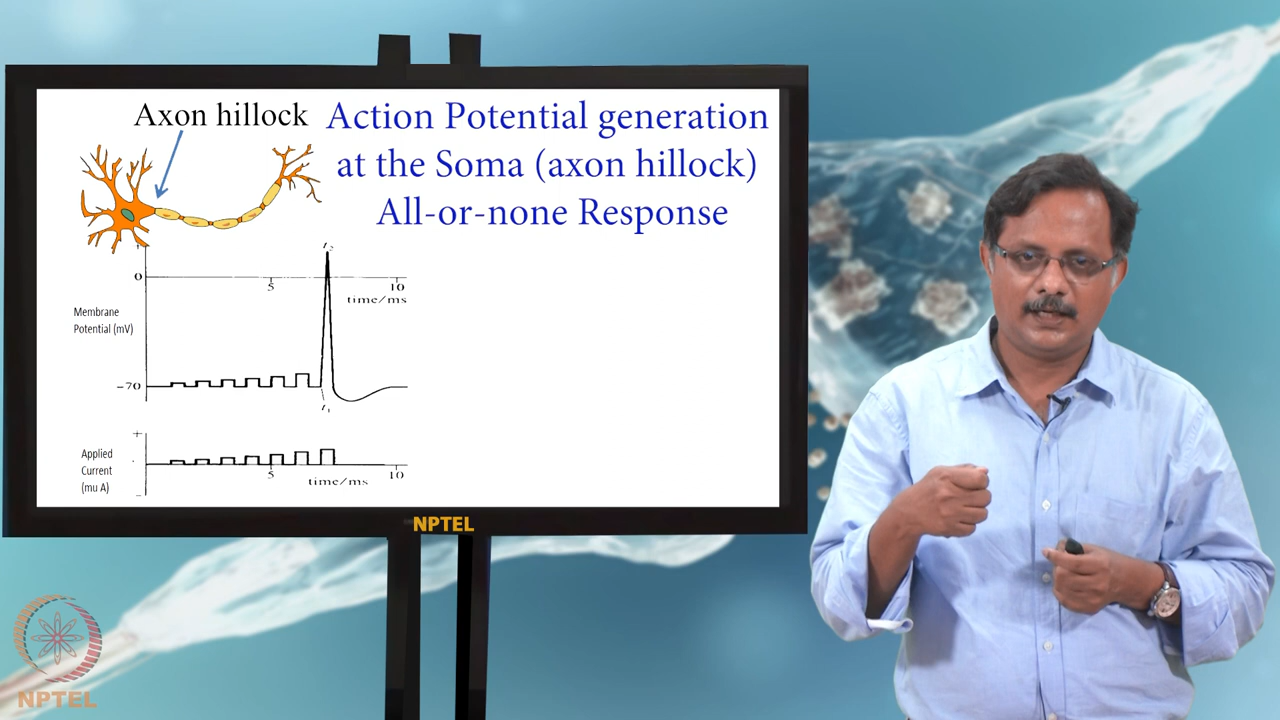 Axon hillock
Action Potential generation
at the Soma (axon hillock)
All-or-none Response
0
5
10
time/ms
Membrane
Potential (mV)
-70
+
Applied
Current
(mu A)
5
10
time/ms
NPTEL
NPTEL